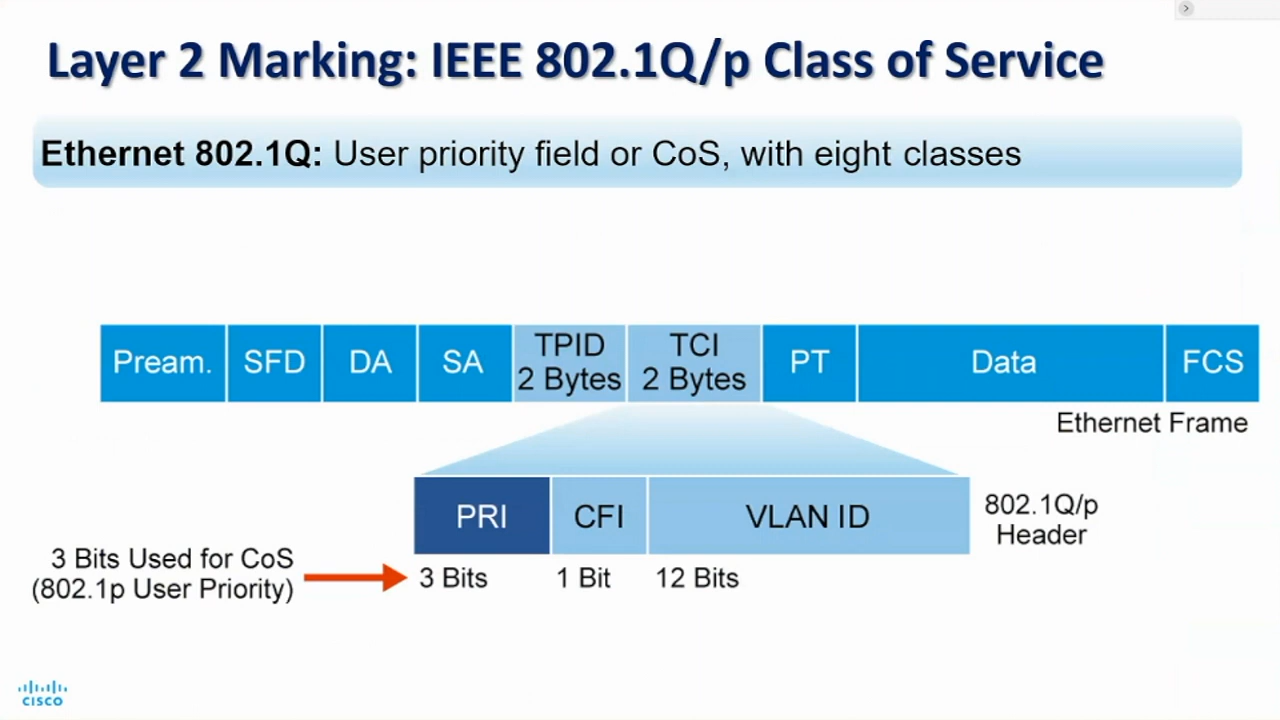 Layer 2 Marking: IEEE 802.1Q/p Class of Service
Ethernet 802.1Q: User priority field or CoS, with eight classes
Pream.
SFD
DA
SA
TPID
2 Bytes
TCI
2 Bytes
PT
Data
FCS
Ethernet Frame
PRI
CFI
VLAN ID
802.1Q/p
Header
3 Bits Used for CoS
(802.1p User Priority)
3 Bits
1 Bit
12 Bits
CISCO